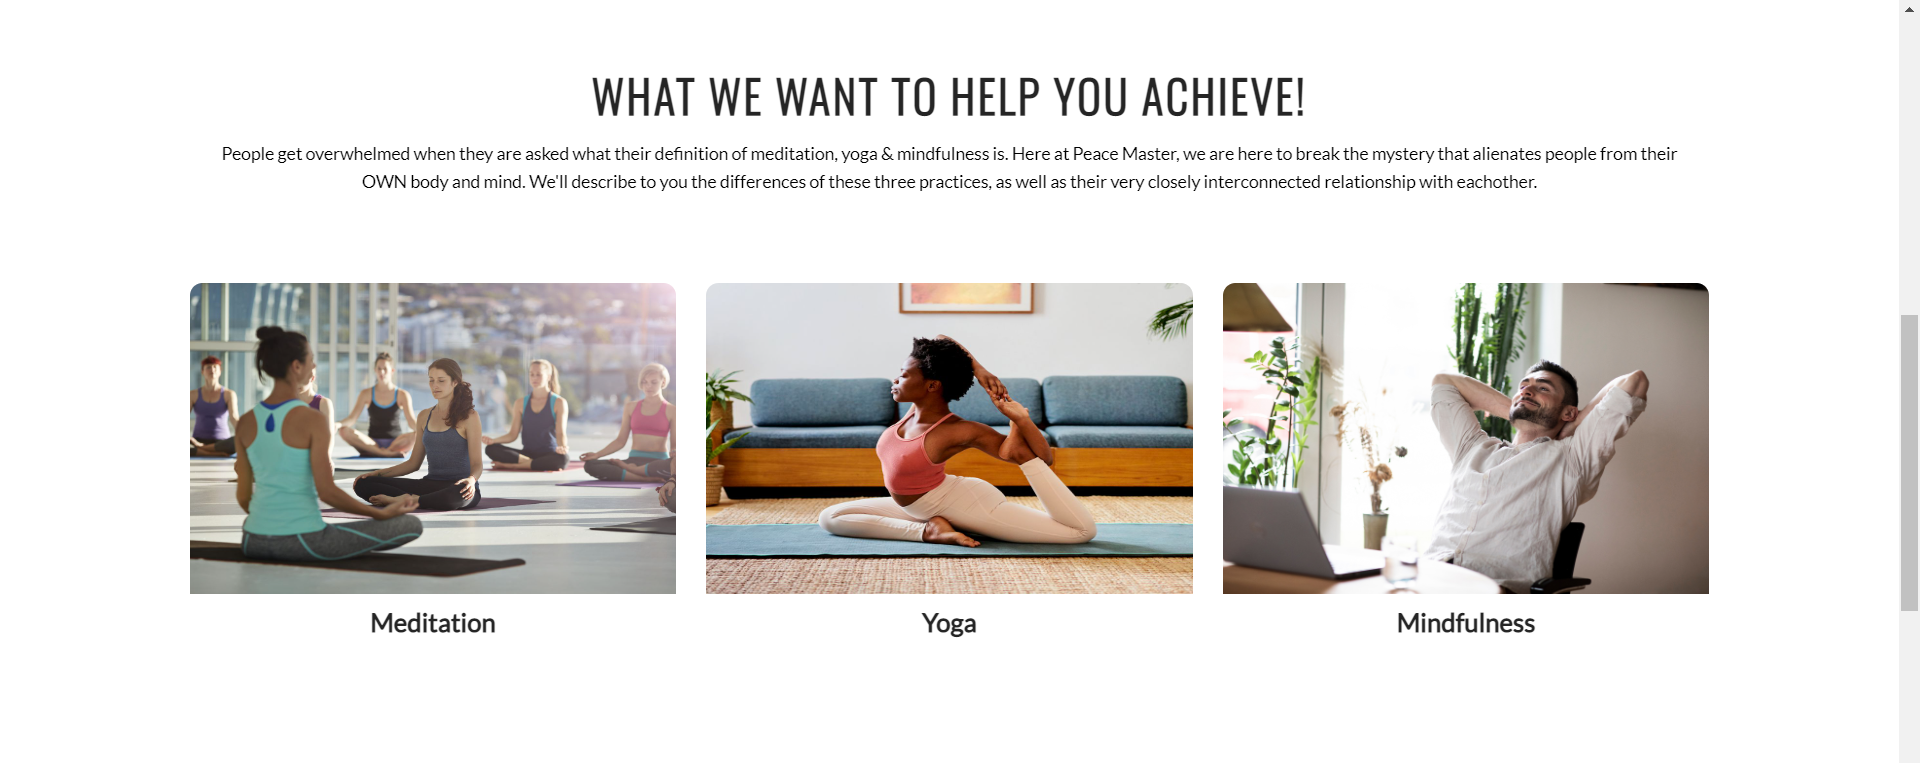 WHAT WE WANT TO HELP YOU ACHIEVE!
People get overwhelmed when they are asked what their definition of meditation, yoga & mindfulness is. Here at Peace Master, we are here to break the mystery that alienates people from their
OWN body and mind. We'll describe to you the differences of these three practices, as well as their very closely interconnected relationship with eachother.
Meditation
Yoga
Mindfulness